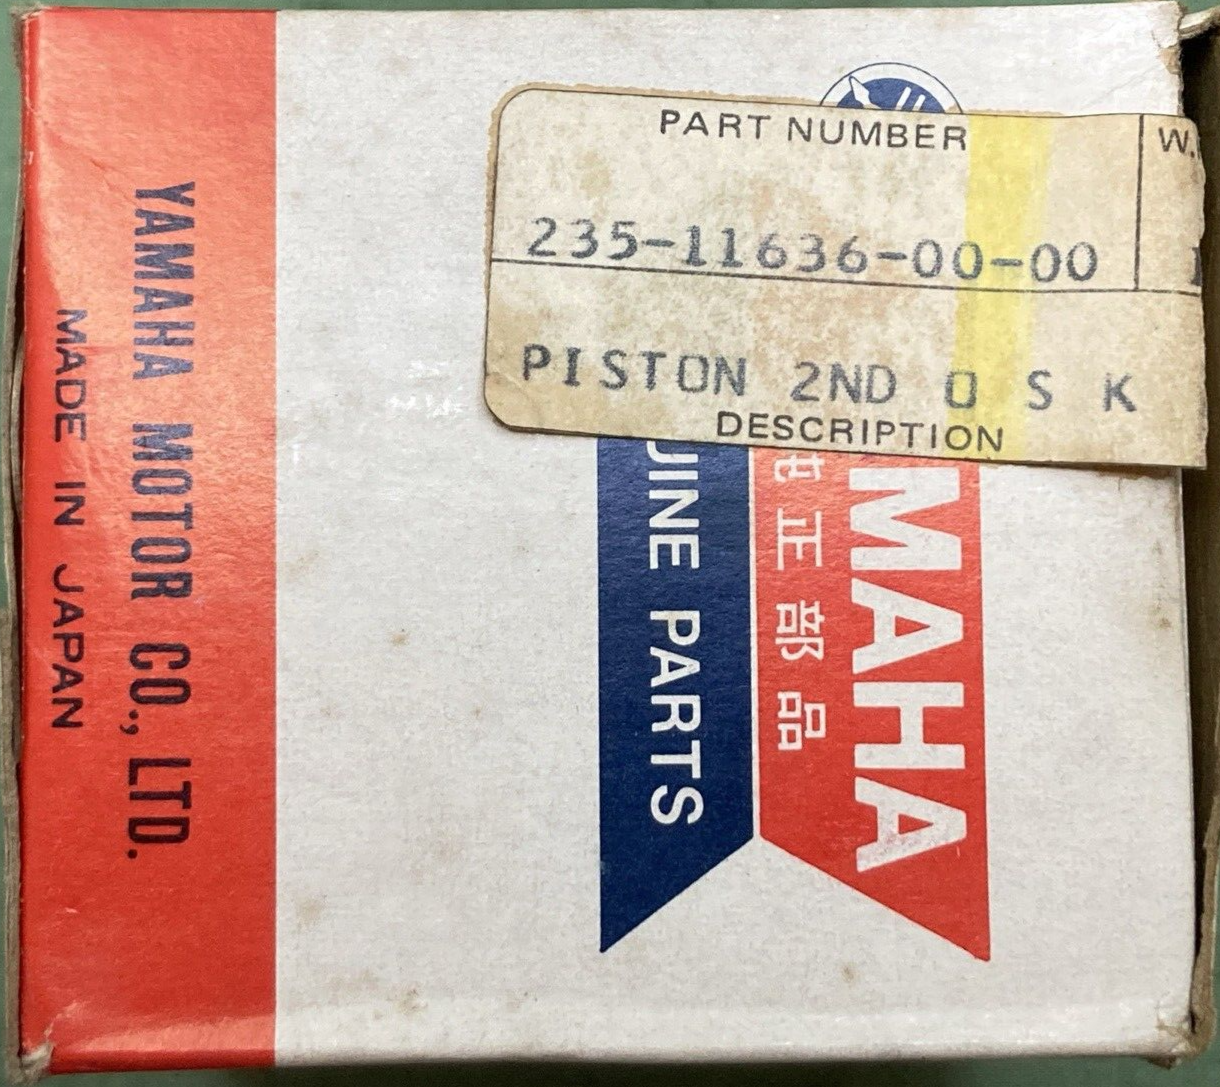 PART NUMBER
235-11636-00-00
PISTON 2ND O S K
DESCRIPTION
YAMAHA MOTOR CO., LTD.
MADE IN JAPAN
MAHA
正部品
PARTS